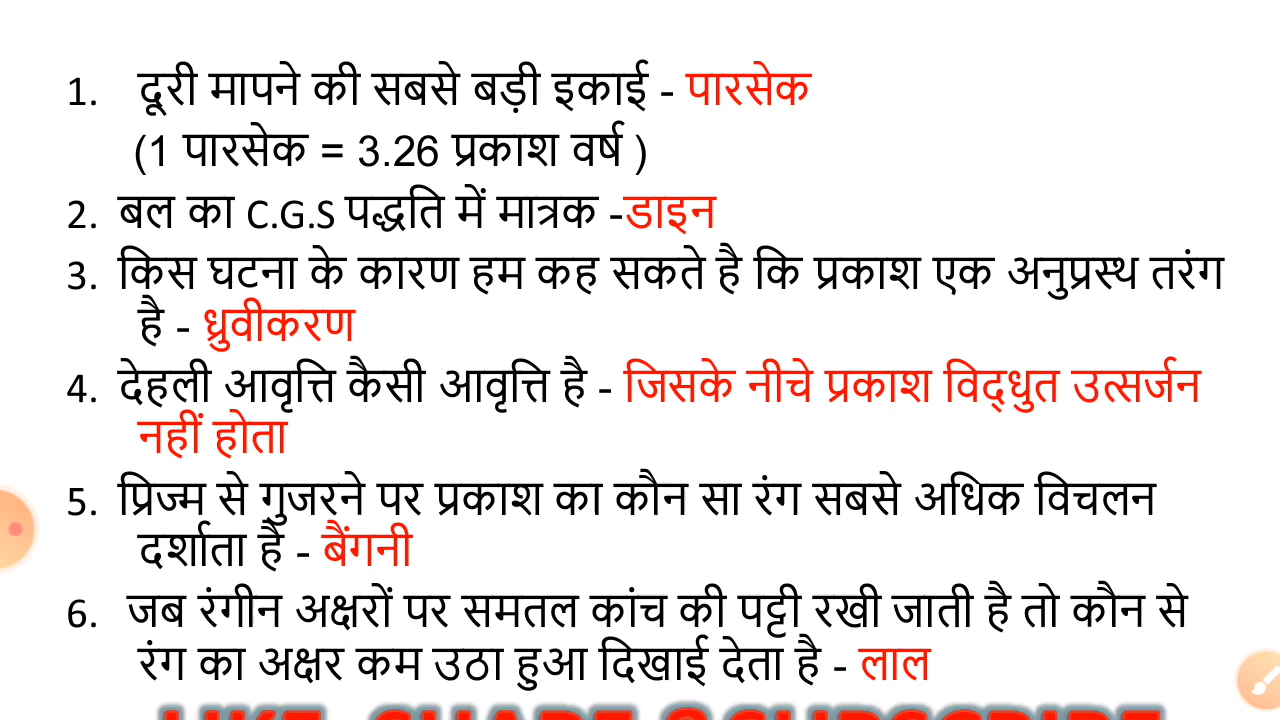 1. दूरी मापने की सबसे बड़ी इकाई - पारसेक
(1 पारसेक = 3.26 प्रकाश वर्ष )
2. बल का C.G.S पद्धति में मात्रक -डाइन
3. किस घटना के कारण हम कह सकते है कि प्रकाश एक अनुप्रस्थ तरंग
है - ध्रुवीकरण
4. देहली आवृत्ति कैसी आवृत्ति है - जिसके नीचे प्रकाश विद्धुत उत्सर्जन
नहीं होता
5. प्रिज्म से गुजरने पर प्रकाश का कौन सा रंग सबसे अधिक विचलन
दर्शाता है - बैंगनी
6. जब रंगीन अक्षरों पर समतल कांच की पट्टी रखी जाती है तो कौन से
रंग का अक्षर कम उठा हुआ दिखाई देता है - लाल
LIKE, SHARE &SUBSCRIBE